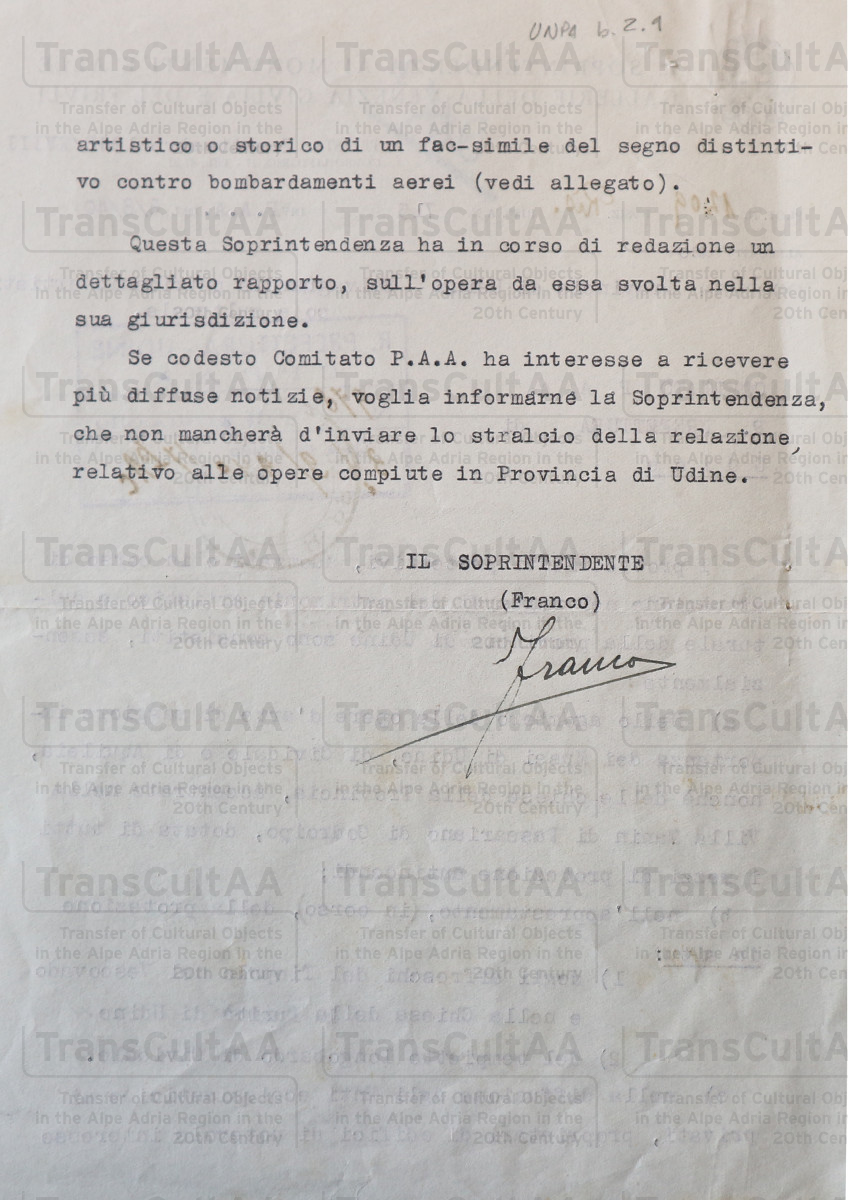 UNPA b. 2.1
artistico o storico di un fac-simile del segno distinti-
vo contro bombardamenti aerei (vedi allegato).
Questa Soprintendenza ha in corso di redazione un
dettagliato rapporto, sull'opera da essa svolta nella
sua giurisdizione.
Se codesto Comitato P.A.A. ha interesse a ricevere
più diffuse notizie, voglia informarne la Soprintendenza,
che non mancherà d'inviare lo stralcio della relazione,
relativo alle opere compiute in Provincia di Udine.
IL SOPRINTENDENTE
(Franco)
Franco
TransCultAA
Transfer of Cultural Objects
in the Alpe Adria Region in the
20th Century